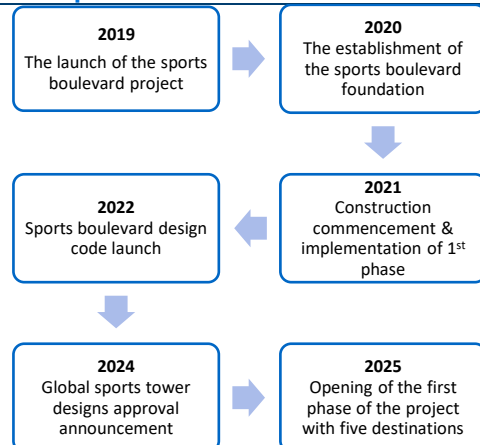 2019
The launch of the sports
boulevard project
2020
The establishment of
the sports boulevard
foundation
2021
Construction
commencement &
implementation of 1st
phase
2022
Sports boulevard design
code launch
2024
Global sports tower
designs approval
announcement
2025
Opening of the first
phase of the project
with five destinations